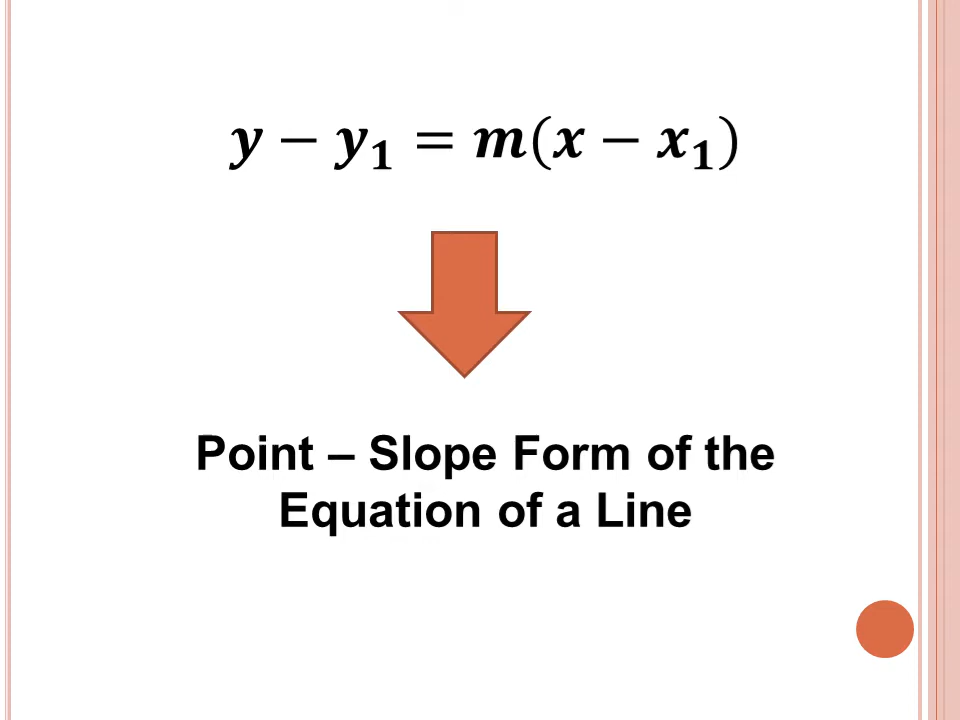 𝒚 − 𝒚₁ = 𝒎(𝒙 − 𝒙₁)
Point – Slope Form of the
Equation of a Line